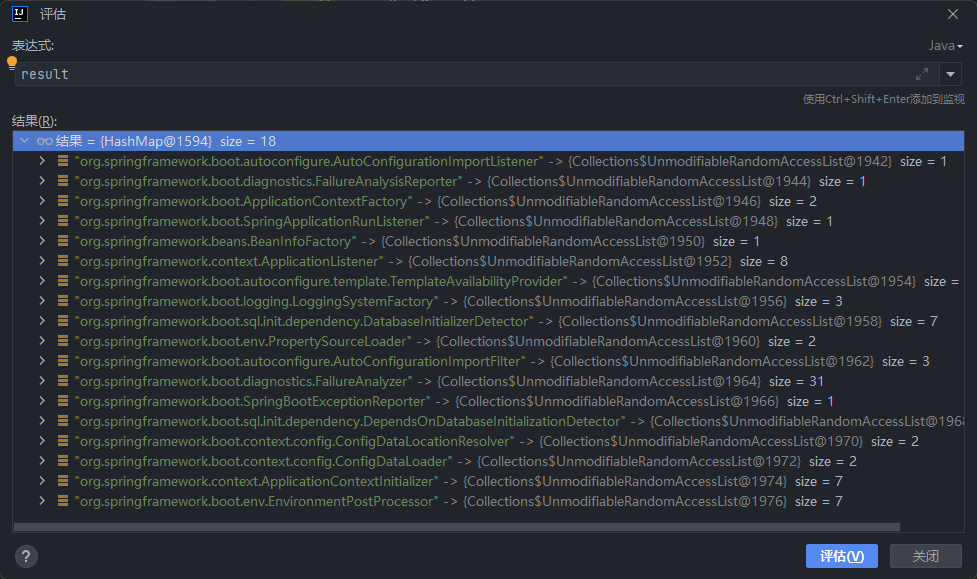 IJ 评估
表达式:
Java
result
使用Ctrl+Shift+Enter添加到监视
结果(R):
结果 = {HashMap@1594} size = 18
"org.springframework.boot.autoconfigure.AutoConfigurationImportListener" -> {Collections$UnmodifiableRandomAccessList@1942} size = 1
"org.springframework.boot.diagnostics.FailureAnalysisReporter" -> {Collections$UnmodifiableRandomAccessList@1944} size = 1
"org.springframework.boot.ApplicationContextFactory" -> {Collections$UnmodifiableRandomAccessList@1946} size = 2
"org.springframework.boot.SpringApplicationRunListener" -> {Collections$UnmodifiableRandomAccessList@1948} size = 1
"org.springframework.beans.BeanInfoFactory" -> {Collections$UnmodifiableRandomAccessList@1950} size = 1
"org.springframework.context.ApplicationListener" -> {Collections$UnmodifiableRandomAccessList@1952} size = 8
"org.springframework.boot.autoconfigure.template.TemplateAvailabilityProvider" -> {Collections$UnmodifiableRandomAccessList@1954} size =
"org.springframework.boot.logging.LoggingSystemFactory" -> {Collections$UnmodifiableRandomAccessList@1956} size = 3
"org.springframework.boot.sql.init.dependency.DatabaseInitializerDetector" -> {Collections$UnmodifiableRandomAccessList@1958} size = 7
"org.springframework.boot.env.PropertySourceLoader" -> {Collections$UnmodifiableRandomAccessList@1960} size = 2
"org.springframework.boot.autoconfigure.AutoConfigurationImportFilter" -> {Collections$UnmodifiableRandomAccessList@1962} size = 3
"org.springframework.boot.diagnostics.FailureAnalyzer" -> {Collections$UnmodifiableRandomAccessList@1964} size = 31
"org.springframework.boot.SpringBootExceptionReporter" -> {Collections$UnmodifiableRandomAccessList@1966} size = 1
"org.springframework.boot.sql.init.dependency.DependsOnDatabaseInitializationDetector" -> {Collections$UnmodifiableRandomAccessList@1968
"org.springframework.boot.context.config.ConfigDataLocationResolver" -> {Collections$UnmodifiableRandomAccessList@1970} size = 2
"org.springframework.boot.context.config.ConfigDataLoader" -> {Collections$UnmodifiableRandomAccessList@1972} size = 2
"org.springframework.context.ApplicationContextInitializer" -> {Collections$UnmodifiableRandomAccessList@1974} size = 7
"org.springframework.boot.env.EnvironmentPostProcessor" -> {Collections$UnmodifiableRandomAccessList@1976} size = 7
? 评估(V) 关闭